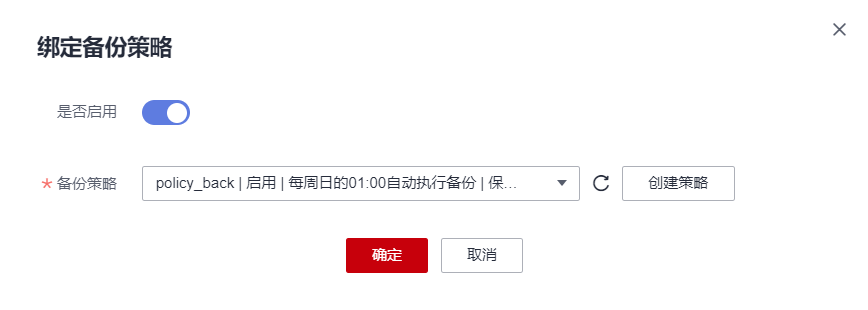 绑定备份策略
是否启用
* 备份策略 policy_back | 启用 | 每周日的01:00自动执行备份 | 保... 创建策略
确定 取消